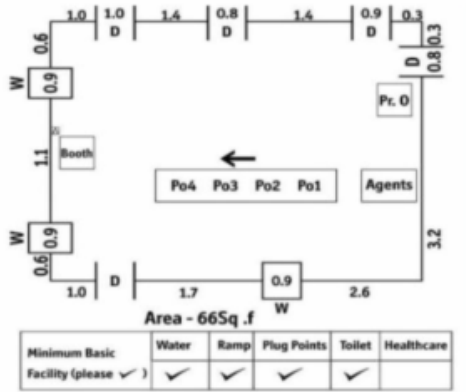 1.0 1.0 1.4 0.8 1.4 0.9 0.3
D D D
0.6 0.3
D 0.8
W 0.9
Pr. O
1.1 Booth
Po4 Po3 Po2 Po1 Agents
W 0.9
3.2
0.6
1.0 D 1.7 0.9 2.6
W
Area - 66Sq .f
Minimum Basic Facility (please ✓ )
Water Ramp Plug Points Toilet Healthcare
✓ ✓ ✓ ✓